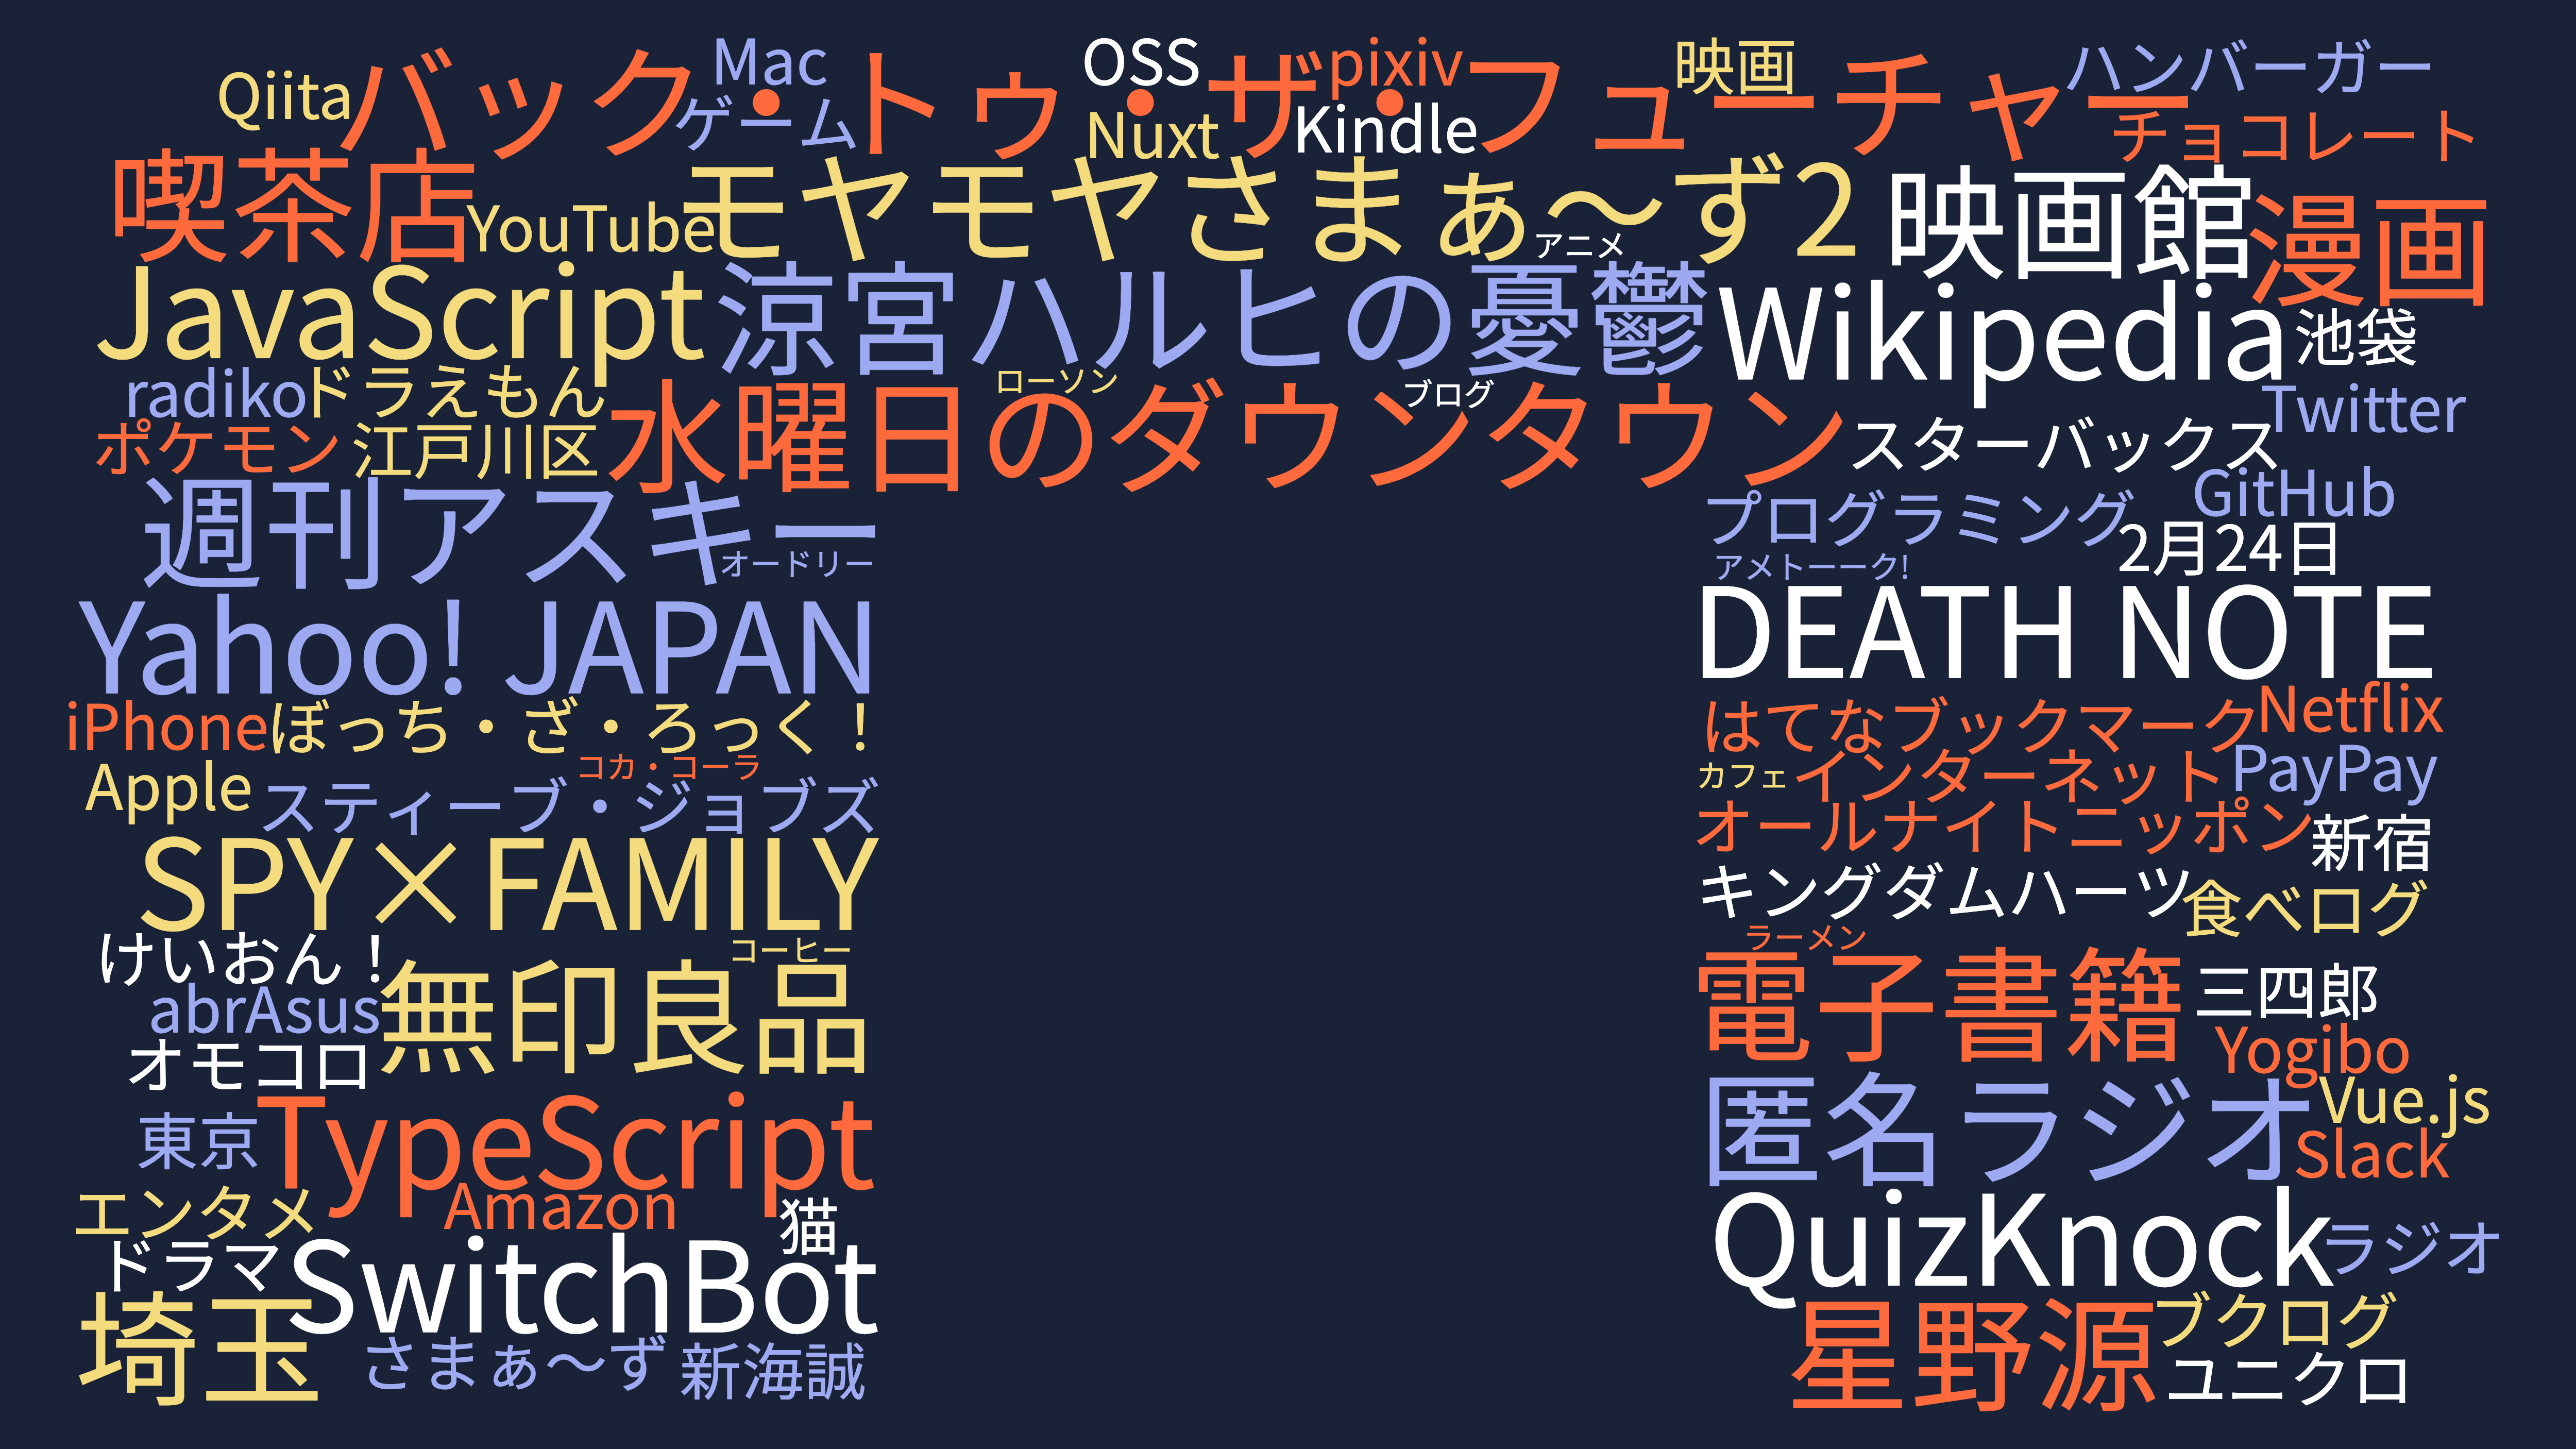 Mac
OSS
pixiv
映画
ハンバーガー
Qiita
バック・トゥ・ザ・フューチャー
ゲーム
Nuxt
Kindle
チョコレート
喫茶店
YouTube
モヤモヤさまぁ〜ず2
アニメ
映画館
漫画
JavaScript
涼宮ハルヒの憂鬱
Wikipedia
池袋
radiko
ドラえもん
ローソン
ブログ
Twitter
ポケモン
江戸川区
水曜日のダウンタウン
スターバックス
GitHub
週刊アスキー
プログラミング
2月24日
オードリー
アメトーーク!
Yahoo! JAPAN
DEATH NOTE
iPhone
ぼっち・ざ・ろっく！
はてなブックマーク
Netflix
コカ・コーラ
カフェ
インターネット
PayPay
Apple
スティーブ・ジョブズ
オールナイトニッポン
新宿
SPY×FAMILY
キングダムハーツ
食べログ
けいおん！
コーヒー
ラーメン
abrAsus
無印良品
電子書籍
三四郎
オモコロ
Yogibo
東京
TypeScript
匿名ラジオ
Vue.js
Slack
エンタメ
Amazon
猫
QuizKnock
ラジオ
ドラマ
SwitchBot
埼玉
さまぁ〜ず
新海誠
星野源
ブクログ
ユニクロ